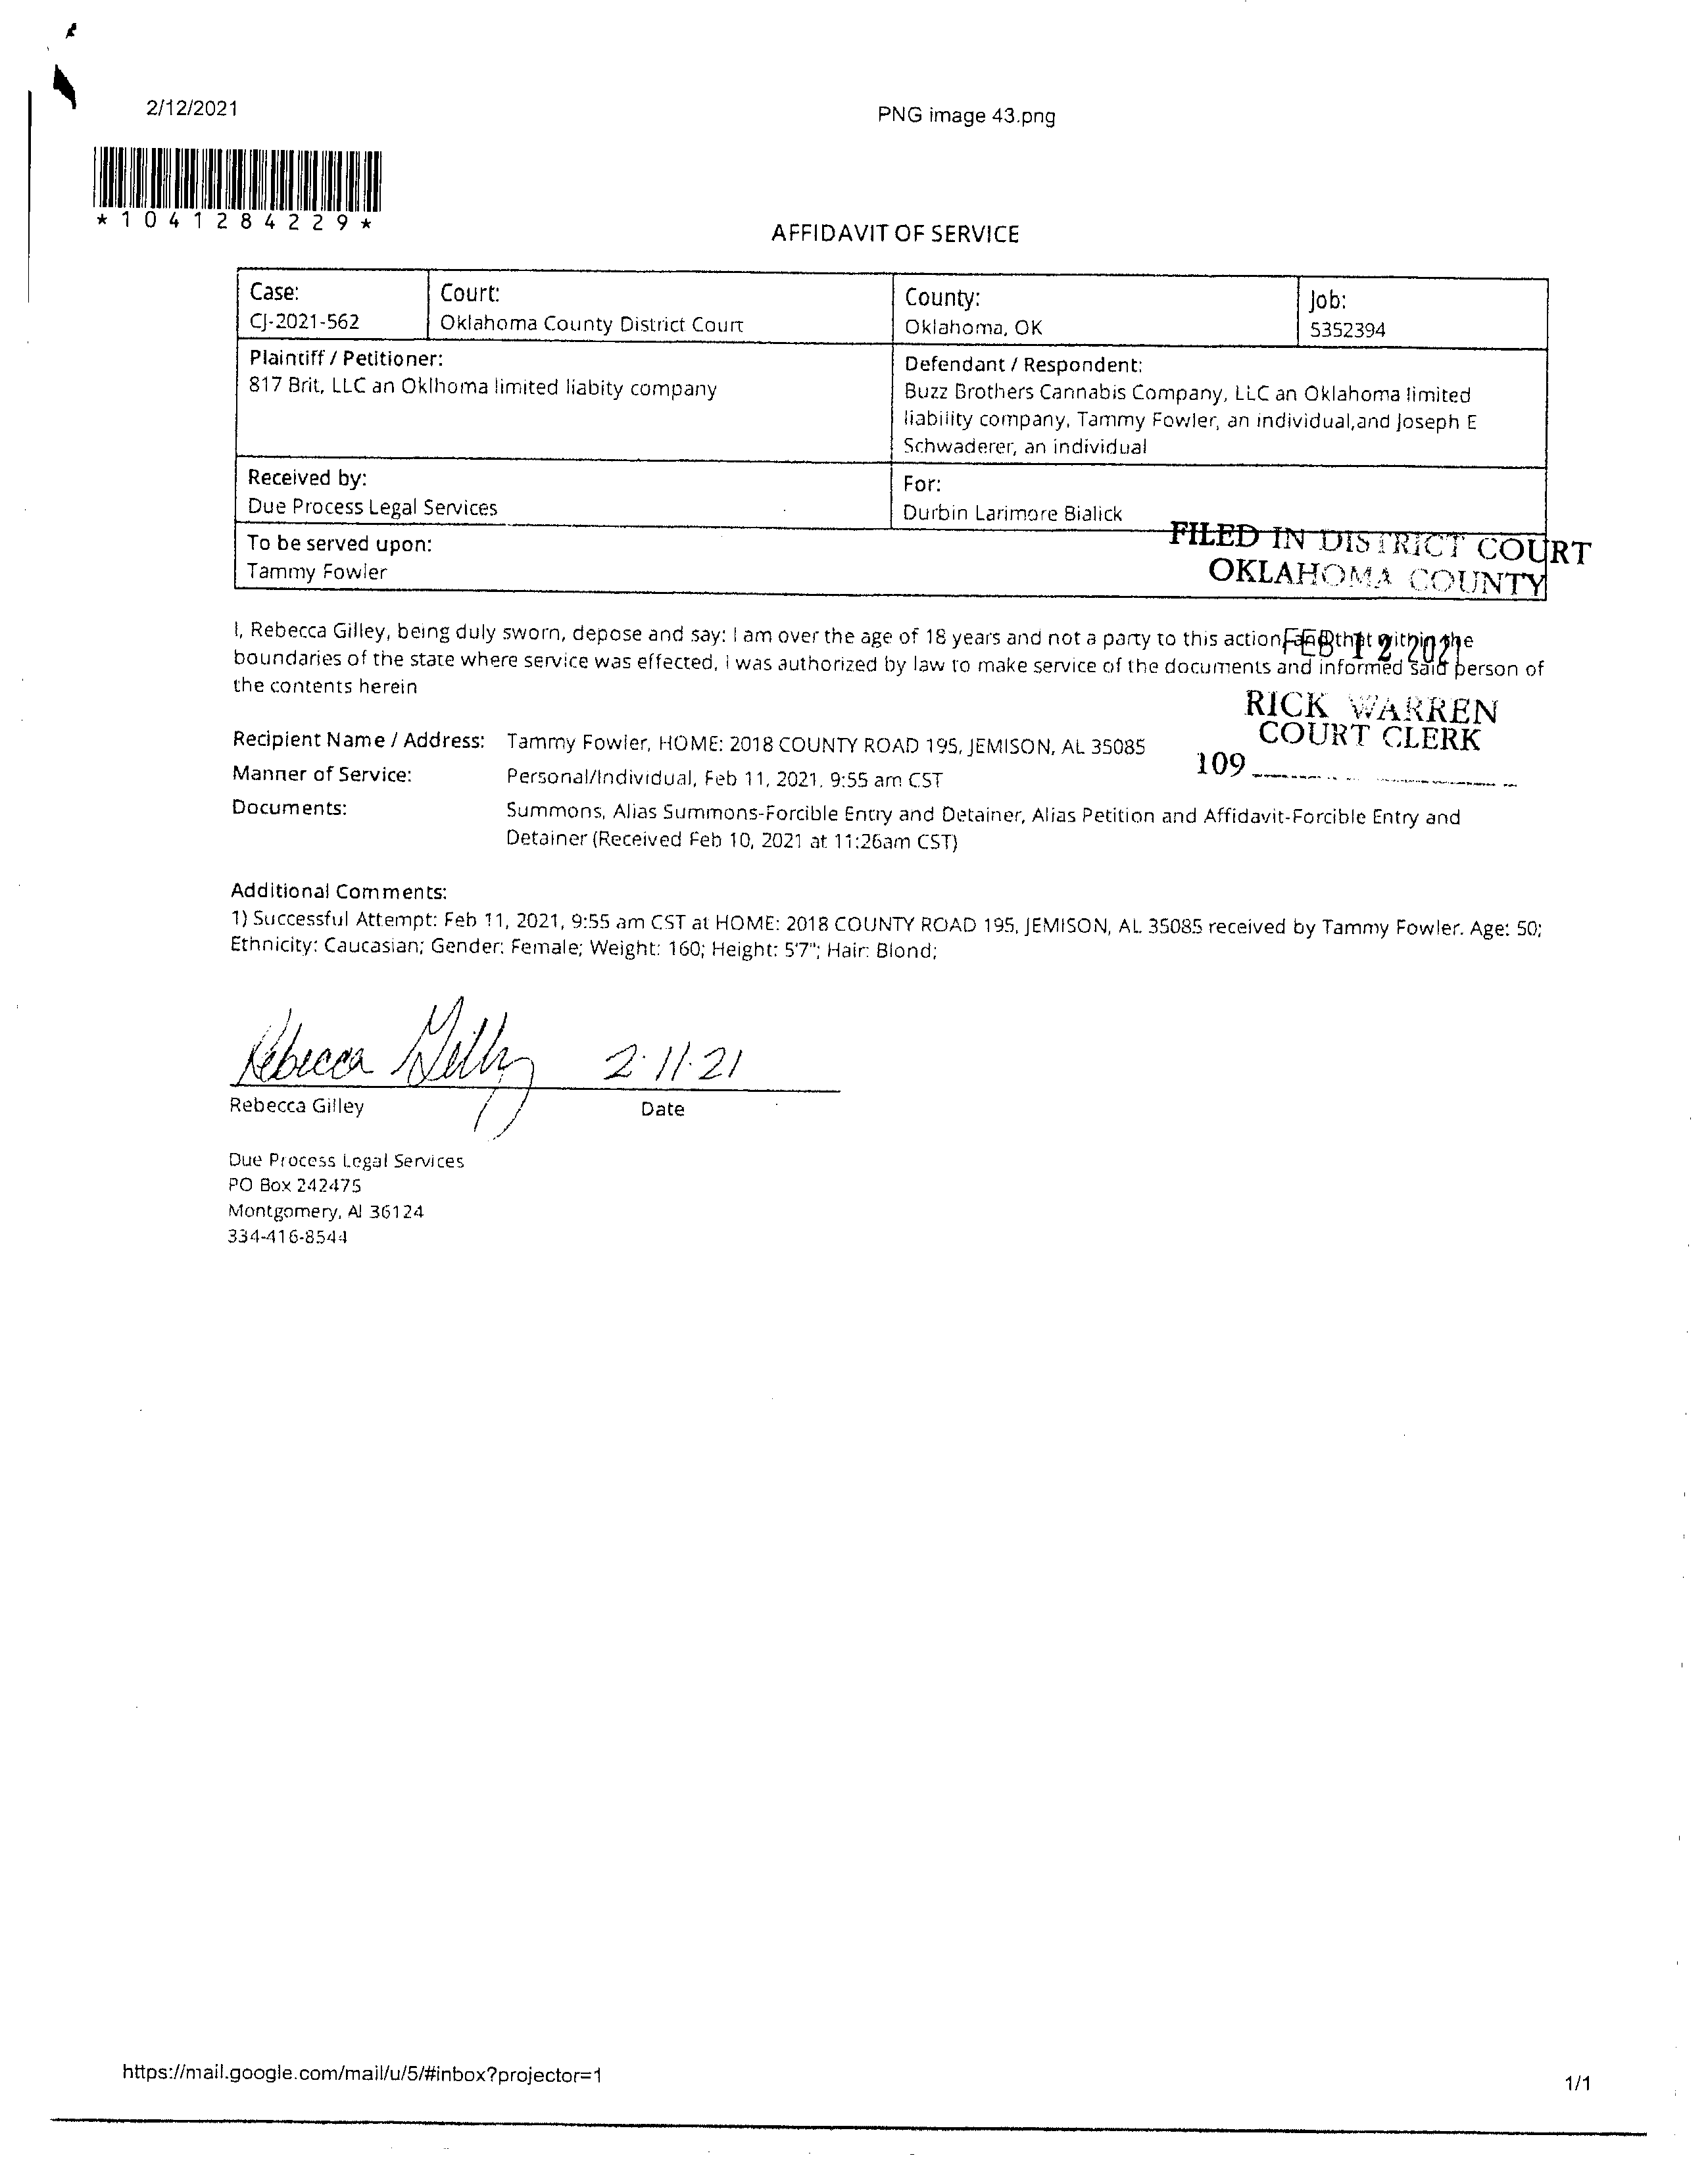 2/12/2021
PNG image 43.png
*1041284229*
AFFIDAVIT OF SERVICE
Case:
CJ-2021-562
Court:
Oklahoma County District Court
County:
Oklahoma, OK
Job:
5352394
Plaintiff / Petitioner:
817 Brit, LLC an Oklhoma limited liabity company
Defendant / Respondent:
Buzz Brothers Cannabis Company, LLC an Oklahoma limited
liability company, Tammy Fowler, an individual,and Joseph E
Schwaderer, an individual
Received by:
Due Process Legal Services
For:
Durbin Larimore Bialick
To be served upon:
Tammy Fowler
FILED IN DISTRICT COURT
OKLAHOMA COUNTY
I, Rebecca Gilley, being duly sworn, depose and say: I am over the age of 18 years and not a party to this action, and that within the
boundaries of the state where service was effected, I was authorized by law to make service of the documents and informed said person of
the contents herein
FEB 12 2021
RICK WARREN
COURT CLERK
109
Recipient Name / Address: Tammy Fowler, HOME: 2018 COUNTY ROAD 195, JEMISON, AL 35085
Manner of Service: Personal/Individual, Feb 11, 2021, 9:55 am CST
Documents: Summons, Alias Summons-Forcible Entry and Detainer, Alias Petition and Affidavit-Forcible Entry and
Detainer (Received Feb 10, 2021 at 11:26am CST)
Additional Comments:
1) Successful Attempt: Feb 11, 2021, 9:55 am CST at HOME: 2018 COUNTY ROAD 195, JEMISON, AL 35085 received by Tammy Fowler. Age: 50;
Ethnicity: Caucasian; Gender: Female; Weight: 160; Height: 5'7"; Hair: Blond;
Rebecca Gilley 2·11·21
Rebecca Gilley Date
Due Process Legal Services
PO Box 242475
Montgomery, Al 36124
334-416-8544
https://mail.google.com/mail/u/5/#inbox?projector=1
1/1